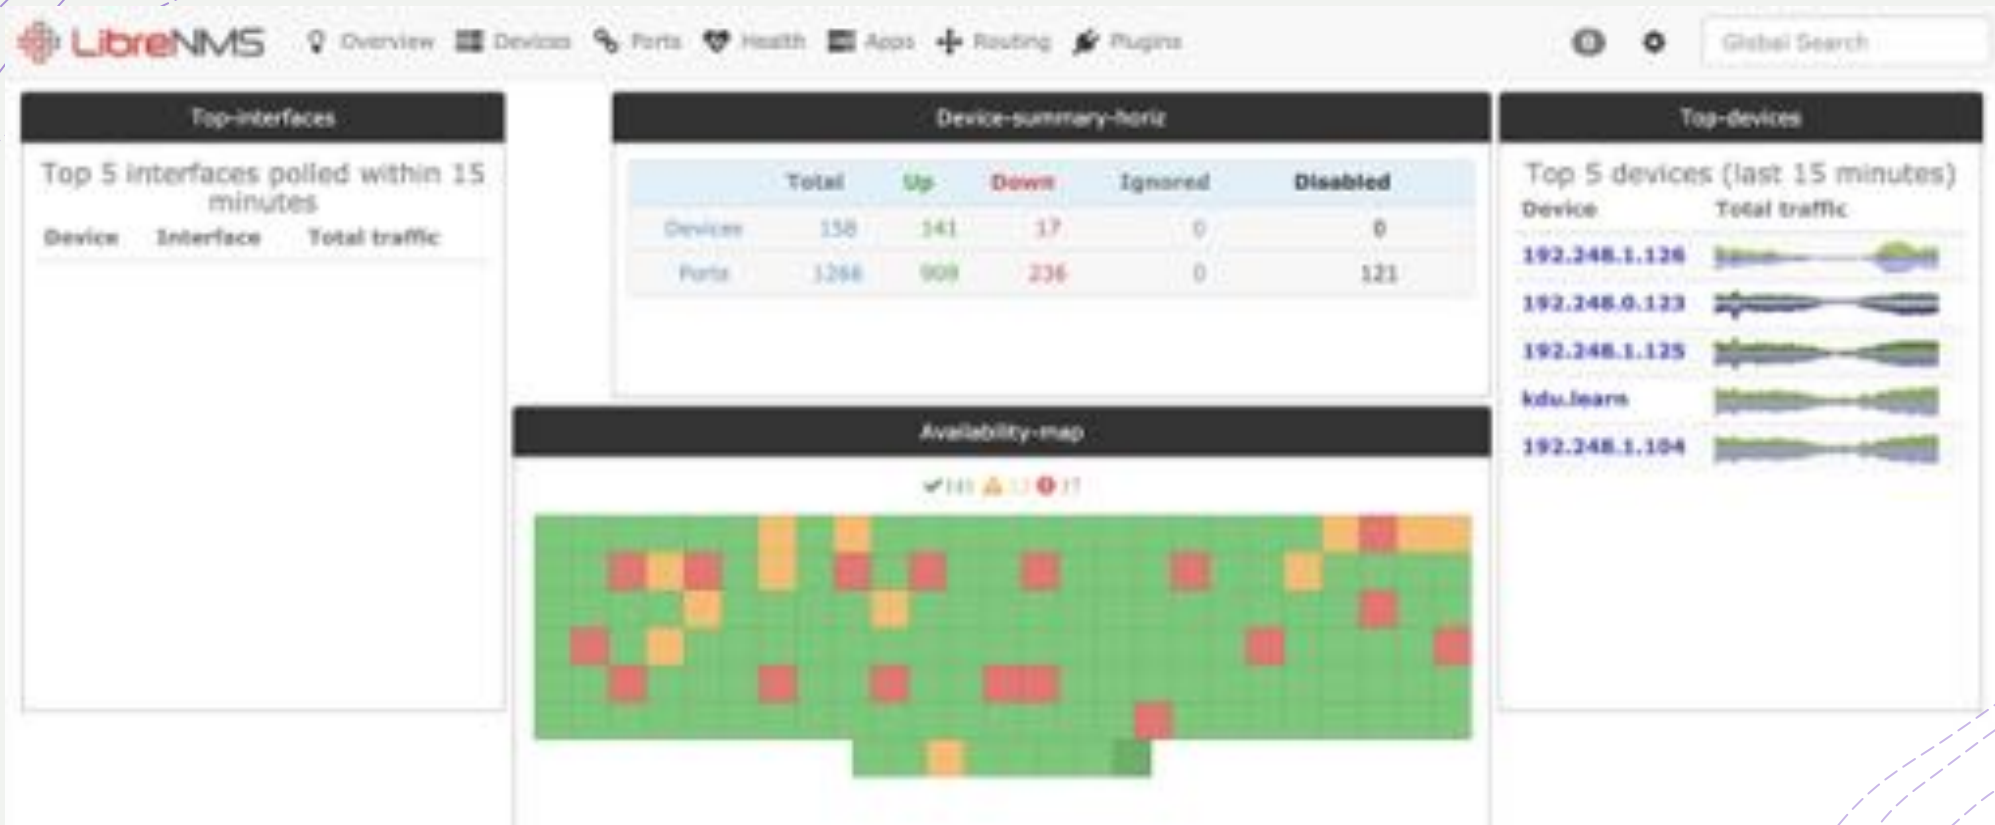 LibreNMS Overview Devices Ports Health Apps Routing Plugins Global Search
Top-interfaces
Top 5 interfaces polled within 15
minutes
Device Interface Total traffic
Device-summary-horiz
Total Up Down Ignored Disabled
Devices 158 141 17 0 0
Ports 1266 909 236 0 121
Availability-map
141 17
Top-devices
Top 5 devices (last 15 minutes)
Device Total traffic
192.248.1.126
192.248.0.123
192.248.1.125
kdu.learn
192.248.1.104